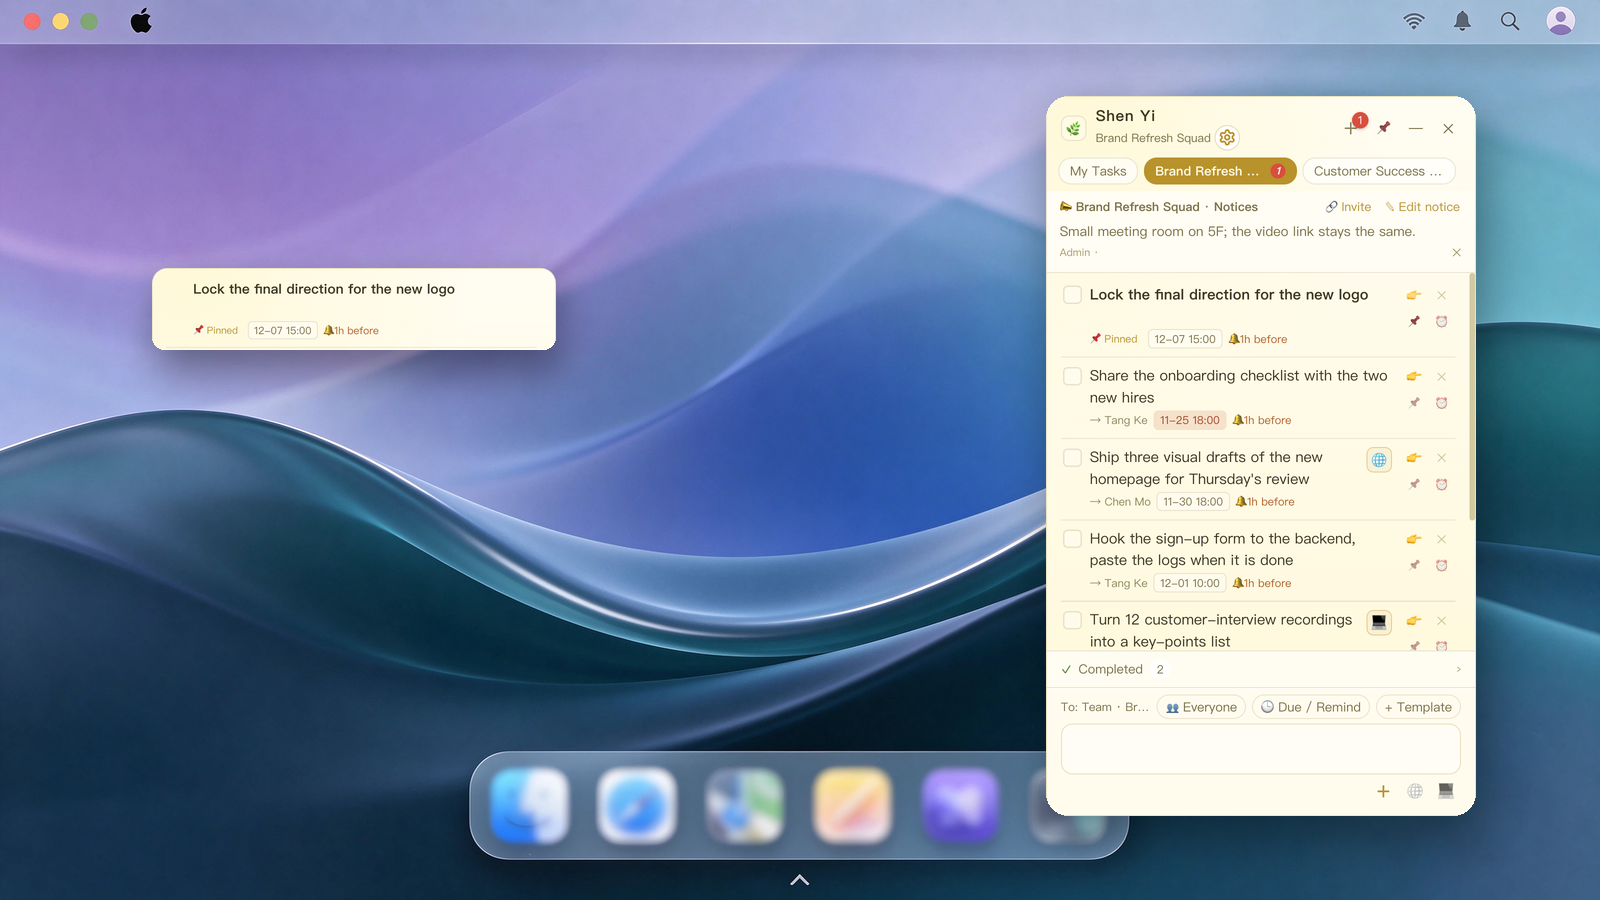 Lock the final direction for the new logo
Pinned 12-07 15:00 1h before
Shen Yi
Brand Refresh Squad
1
My Tasks
Brand Refresh ... 1
Customer Success ...
Brand Refresh Squad · Notices
Invite
Edit notice
Small meeting room on 5F; the video link stays the same.
Admin ·
Lock the final direction for the new logo
Pinned 12-07 15:00 1h before
Share the onboarding checklist with the two
new hires
→ Tang Ke 11-25 18:00 1h before
Ship three visual drafts of the new
homepage for Thursday's review
→ Chen Mo 11-30 18:00 1h before
Hook the sign-up form to the backend,
paste the logs when it is done
→ Tang Ke 12-01 10:00 1h before
Turn 12 customer-interview recordings
into a key-points list
✓ Completed 2
To: Team · Br... Everyone Due / Remind + Template